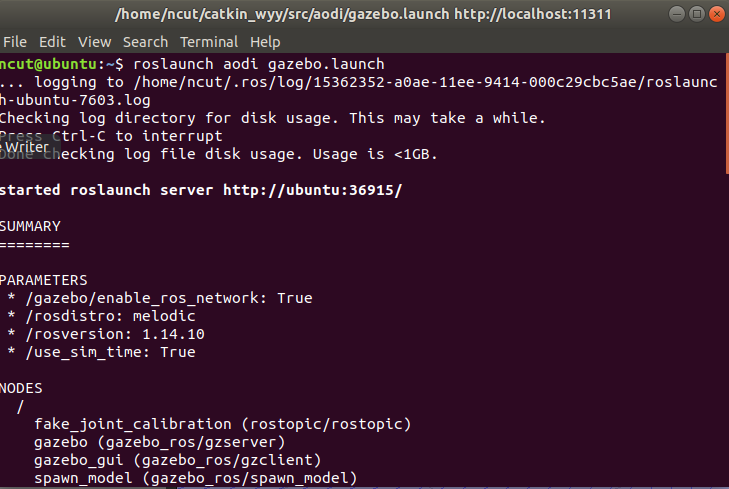 /home/ncut/catkin_wyy/src/aodi/gazebo.launch http://localhost:11311
File Edit View Search Terminal Help
ncut@ubuntu:~$ roslaunch aodi gazebo.launch
... logging to /home/ncut/.ros/log/15362352-a0ae-11ee-9414-000c29cbc5ae/roslaunc
h-ubuntu-7603.log
Checking log directory for disk usage. This may take a while.
Press Ctrl-C to interrupt
Writer
Done checking log file disk usage. Usage is <1GB.
started roslaunch server http://ubuntu:36915/
SUMMARY
========
PARAMETERS
* /gazebo/enable_ros_network: True
* /rosdistro: melodic
* /rosversion: 1.14.10
* /use_sim_time: True
NODES
/
fake_joint_calibration (rostopic/rostopic)
gazebo (gazebo_ros/gzserver)
gazebo_gui (gazebo_ros/gzclient)
spawn_model (gazebo_ros/spawn_model)